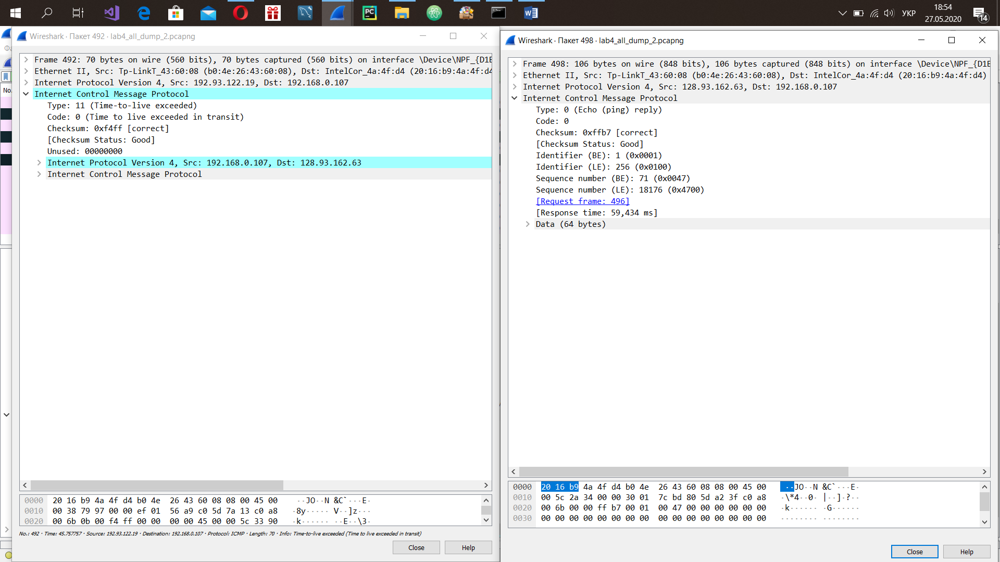 УКР
18:54
27.05.2020
14
PC
No.
Wireshark · Пакет 492 · lab4_all_dump_2.pcapng
Frame 492: 70 bytes on wire (560 bits), 70 bytes captured (560 bits) on interface \Device\NPF_{D1E
Ethernet II, Src: Tp-LinkT_43:60:08 (b0:4e:26:43:60:08), Dst: IntelCor_4a:4f:d4 (20:16:b9:4a:4f:d4
Internet Protocol Version 4, Src: 192.93.122.19, Dst: 192.168.0.107
Internet Control Message Protocol
Type: 11 (Time-to-live exceeded)
Code: 0 (Time to live exceeded in transit)
Checksum: 0xf4ff [correct]
[Checksum Status: Good]
Unused: 00000000
Internet Protocol Version 4, Src: 192.168.0.107, Dst: 128.93.162.63
Internet Control Message Protocol
0000 20 16 b9 4a 4f d4 b0 4e 26 43 60 08 08 00 45 00 ··JO··N &C`···E·
0010 00 38 79 97 00 00 ef 01 56 a9 c0 5d 7a 13 c0 a8 ·8y····· V··]z···
0020 00 6b 0b 00 f4 ff 00 00 00 00 45 00 00 5c 33 90 ·k······ ··E··\3·
No.: 492 · Time: 45.757757 · Source: 192.93.122.19 · Destination: 192.168.0.107 · Protocol: ICMP · Length: 70 · Info: Time-to-live exceeded (Time to live exceeded in transit)
Close
Help
Wireshark · Пакет 498 · lab4_all_dump_2.pcapng
Frame 498: 106 bytes on wire (848 bits), 106 bytes captured (848 bits) on interface \Device\NPF_{D1E
Ethernet II, Src: Tp-LinkT_43:60:08 (b0:4e:26:43:60:08), Dst: IntelCor_4a:4f:d4 (20:16:b9:4a:4f:d4)
Internet Protocol Version 4, Src: 128.93.162.63, Dst: 192.168.0.107
Internet Control Message Protocol
Type: 0 (Echo (ping) reply)
Code: 0
Checksum: 0xffb7 [correct]
[Checksum Status: Good]
Identifier (BE): 1 (0x0001)
Identifier (LE): 256 (0x0100)
Sequence number (BE): 71 (0x0047)
Sequence number (LE): 18176 (0x4700)
[Request frame: 496]
[Response time: 59,434 ms]
Data (64 bytes)
0000 20 16 b9 4a 4f d4 b0 4e 26 43 60 08 08 00 45 00 ··JO··N &C`···E·
0010 00 5c 2a 34 00 00 30 01 7c bd 80 5d a2 3f c0 a8 ·\*4··0· |··]·?··
0020 00 6b 00 00 ff b7 00 01 00 47 00 00 00 00 00 00 ·k······ ·G······
0030 00 00 00 00 00 00 00 00 00 00 00 00 00 00 00 00 ········ ········
Close
Help